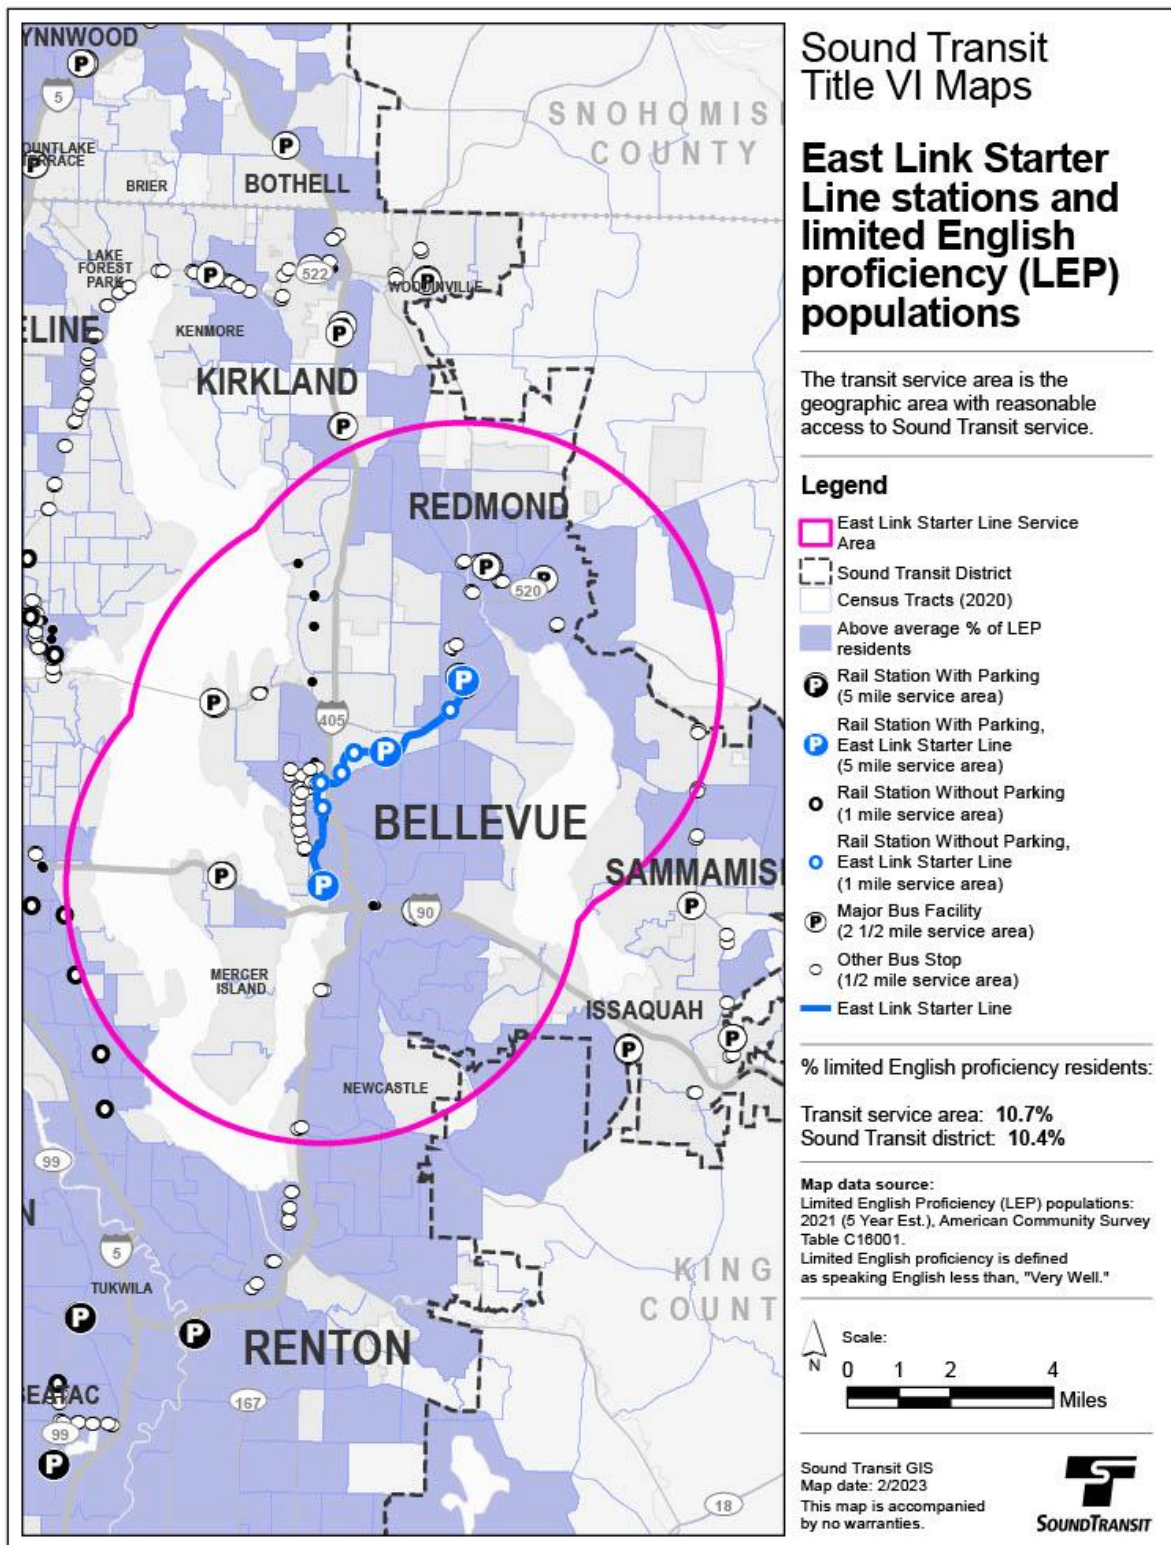 YNNWOOD
P
5
SNOHOMIS
COUNTY
OUNTLAKE
ERRACE
P
P
BRIER
BOTHELL
LAKE
FOREST
PARK
P
522
P
WOODINVILLE
ELINE
KENMORE
P
KIRKLAND
P
REDMOND
P
P
520
P
P
405
P
BELLEVUE
SAMMAMIS
P
P
90
P
P
MERCER
ISLAND
ISSAQUAH
P
P
NEWCASTLE
99
N
5
KING
COUNT
TUKWILA
P
P
RENTON
SEATAC
167
99
P
18
Sound Transit
Title VI Maps
East Link Starter
Line stations and
limited English
proficiency (LEP)
populations
The transit service area is the
geographic area with reasonable
access to Sound Transit service.
Legend
East Link Starter Line Service
Area
Sound Transit District
Census Tracts (2020)
Above average % of LEP
residents
P Rail Station With Parking
(5 mile service area)
P Rail Station With Parking,
East Link Starter Line
(5 mile service area)
Rail Station Without Parking
(1 mile service area)
Rail Station Without Parking,
East Link Starter Line
(1 mile service area)
P Major Bus Facility
(2 1/2 mile service area)
Other Bus Stop
(1/2 mile service area)
East Link Starter Line
% limited English proficiency residents:
Transit service area: 10.7%
Sound Transit district: 10.4%
Map data source:
Limited English Proficiency (LEP) populations:
2021 (5 Year Est.), American Community Survey
Table C16001.
Limited English proficiency is defined
as speaking English less than, "Very Well."
N
Scale:
0 1 2 4
Miles
Sound Transit GIS
Map date: 2/2023
This map is accompanied
by no warranties.
SOUNDTRANSIT